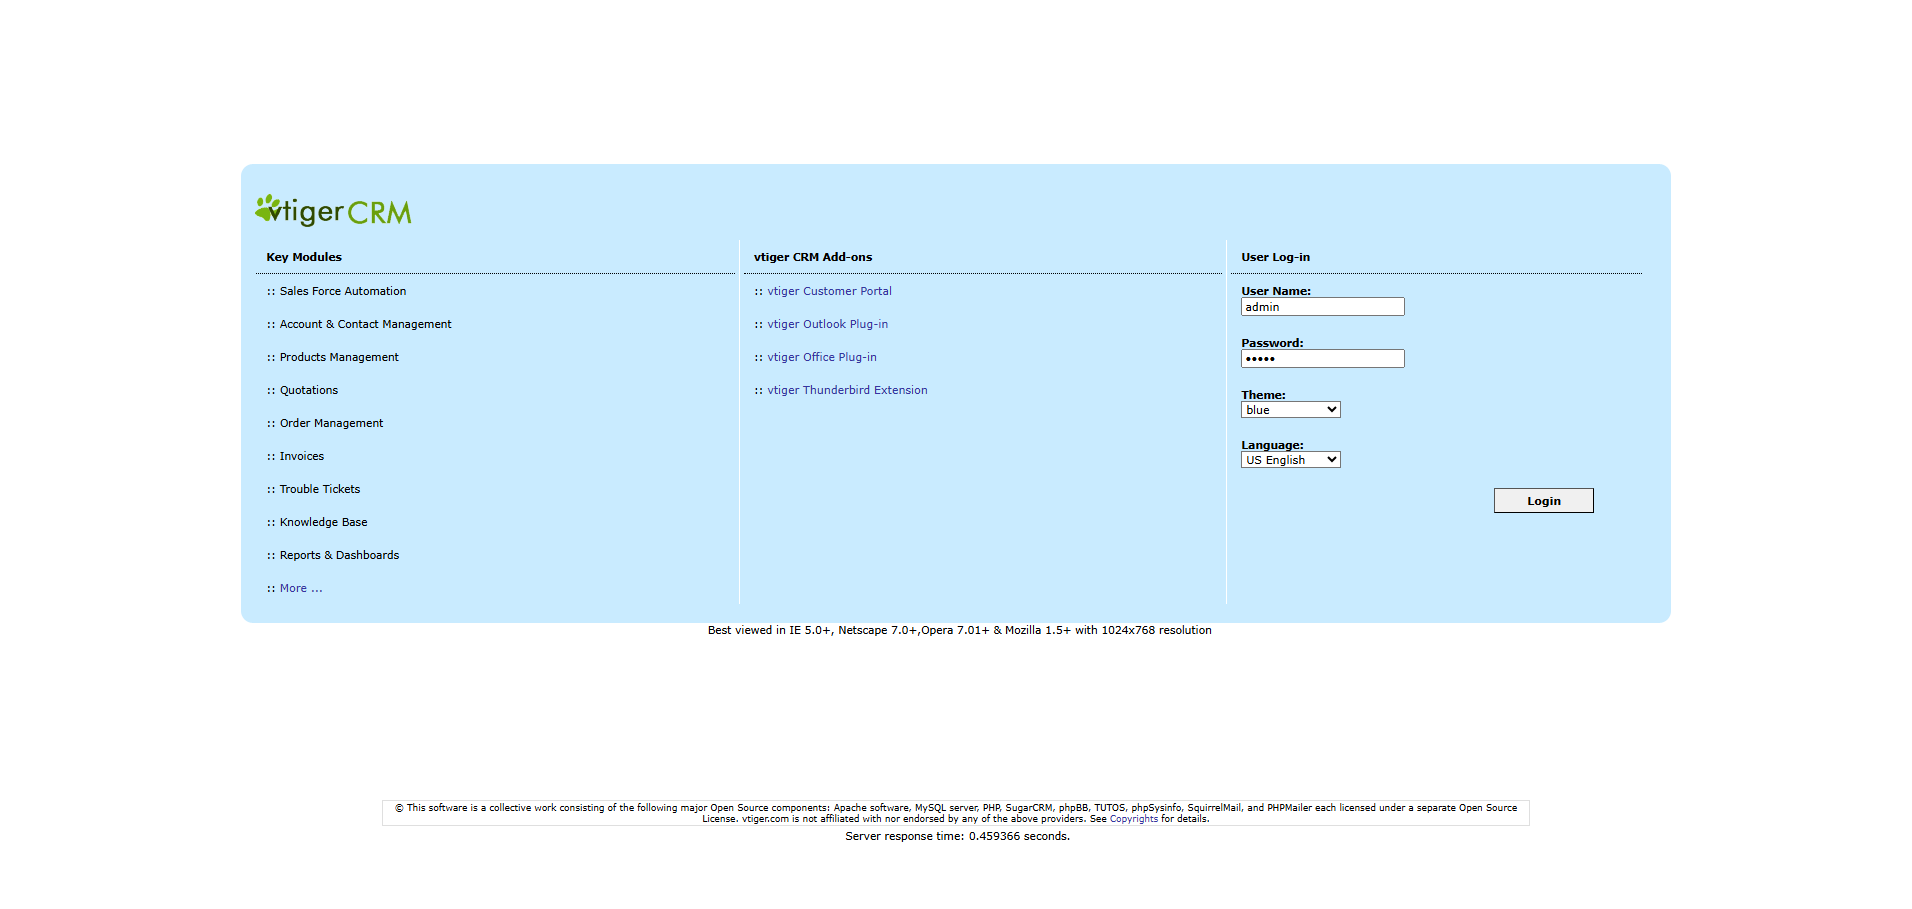 vtiger CRM
Key Modules
:: Sales Force Automation
:: Account & Contact Management
:: Products Management
:: Quotations
:: Order Management
:: Invoices
:: Trouble Tickets
:: Knowledge Base
:: Reports & Dashboards
:: More ...
vtiger CRM Add-ons
:: vtiger Customer Portal
:: vtiger Outlook Plug-in
:: vtiger Office Plug-in
:: vtiger Thunderbird Extension
User Log-in
User Name:
admin
Password:
•••••
Theme:
blue
Language:
US English
Login
Best viewed in IE 5.0+, Netscape 7.0+,Opera 7.01+ & Mozilla 1.5+ with 1024x768 resolution
© This software is a collective work consisting of the following major Open Source components: Apache software, MySQL server, PHP, SugarCRM, phpBB, TUTOS, phpSysinfo, SquirrelMail, and PHPMailer each licensed under a separate Open Source
License. vtiger.com is not affiliated with nor endorsed by any of the above providers. See Copyrights for details.
Server response time: 0.459366 seconds.